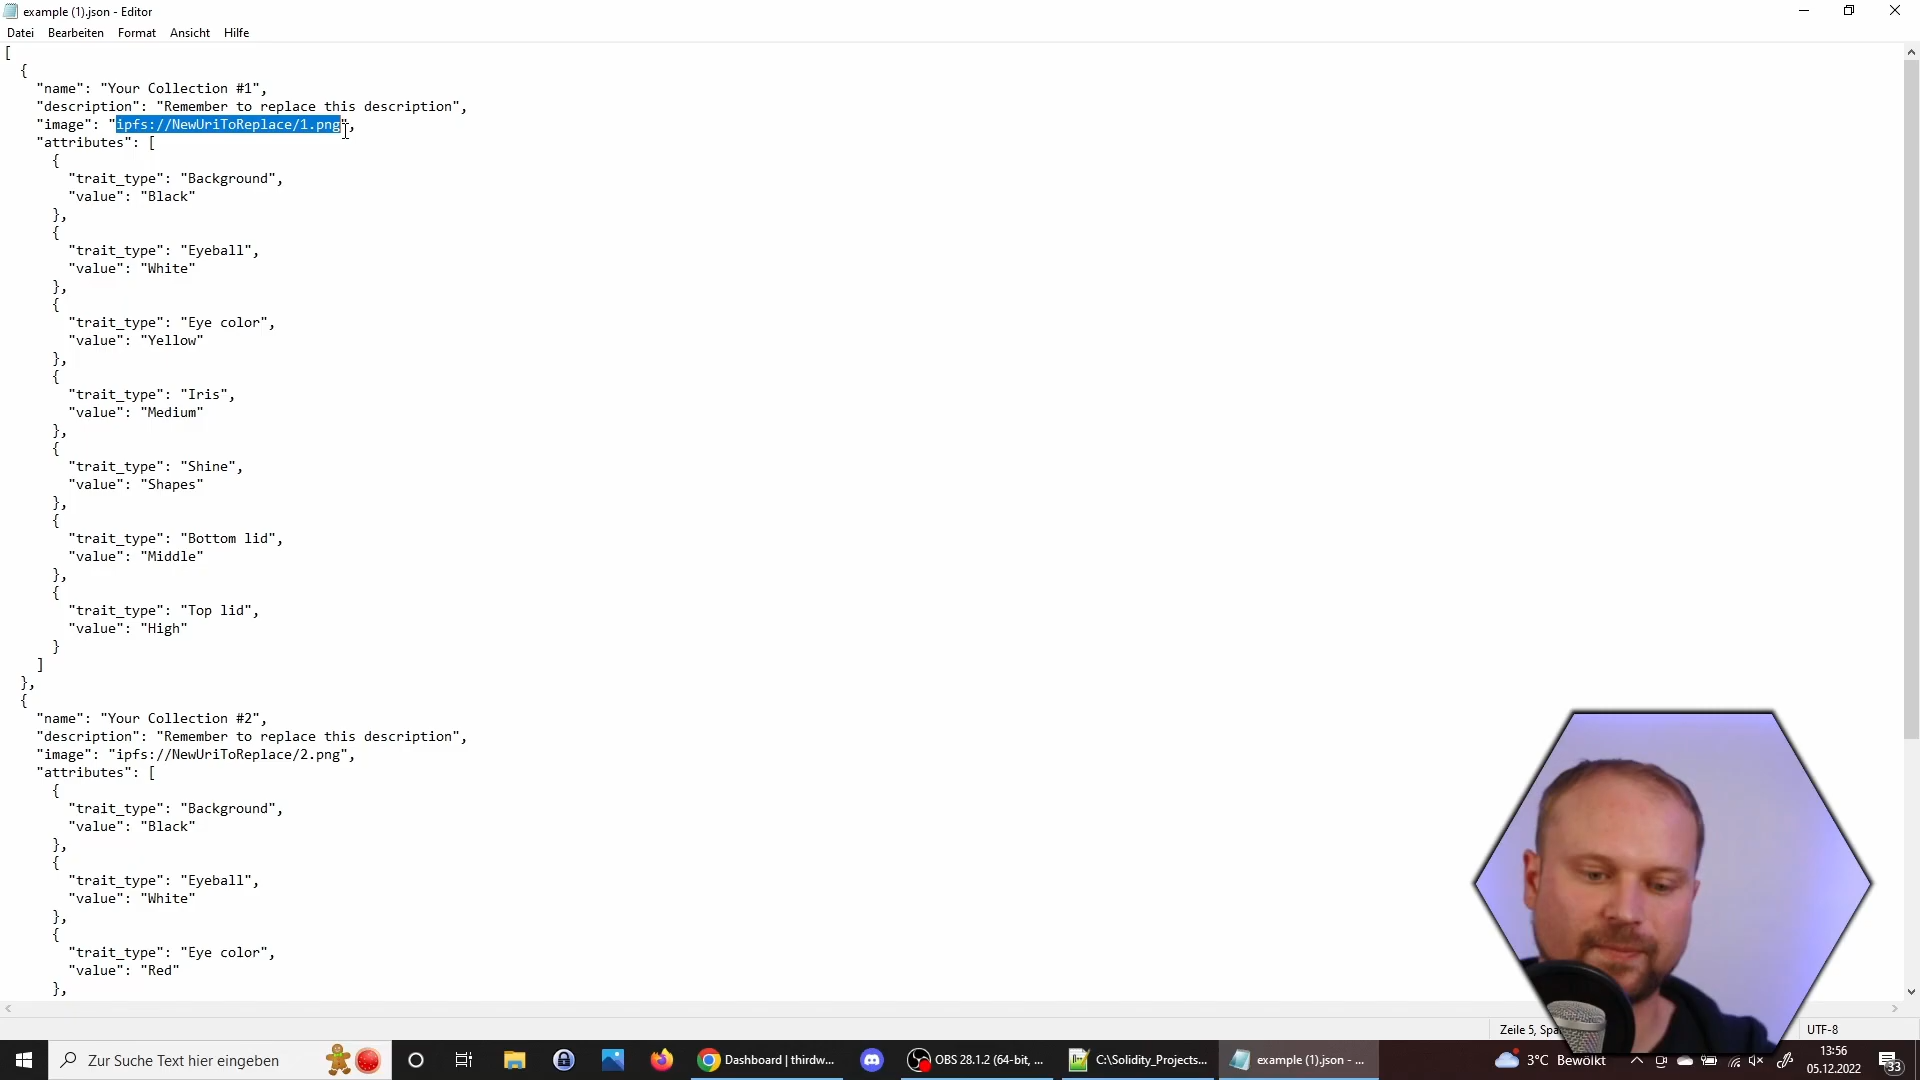 example (1).json - Editor
Datei Bearbeiten Format Ansicht Hilfe
[
{
"name": "Your Collection #1",
"description": "Remember to replace this description",
"image": "ipfs://NewUriToReplace/1.png",
"attributes": [
{
"trait_type": "Background",
"value": "Black"
},
{
"trait_type": "Eyeball",
"value": "White"
},
{
"trait_type": "Eye color",
"value": "Yellow"
},
{
"trait_type": "Iris",
"value": "Medium"
},
{
"trait_type": "Shine",
"value": "Shapes"
},
{
"trait_type": "Bottom lid",
"value": "Middle"
},
{
"trait_type": "Top lid",
"value": "High"
}
]
},
{
"name": "Your Collection #2",
"description": "Remember to replace this description",
"image": "ipfs://NewUriToReplace/2.png",
"attributes": [
{
"trait_type": "Background",
"value": "Black"
},
{
"trait_type": "Eyeball",
"value": "White"
},
{
"trait_type": "Eye color",
"value": "Red"
},
Zeile 5, UTF-8
Zur Suche Text hier eingeben Dashboard | thirdw... OBS 28.1.2 (64-bit, ... C:\Solidity_Projects... example (1).json - ... 3°C Bewölkt 13:56
05.12.2022 33